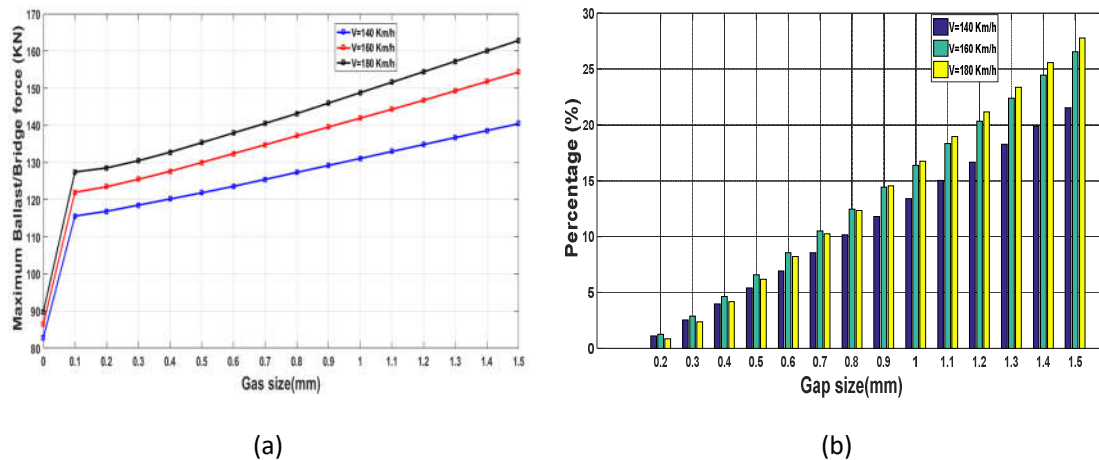 170
160
150
140
130
120
110
100
90
80
Maximum Ballast/Bridge force (KN)
V=140 Km/h
V=160 Km/h
V=180 Km/h
0 0.1 0.2 0.3 0.4 0.5 0.6 0.7 0.8 0.9 1 1.1 1.2 1.3 1.4 1.5
Gas size(mm)
(a)
30
25
20
15
10
5
0
Percentage (%)
V=140 Km/h
V=160 Km/h
V=180 Km/h
0.2 0.3 0.4 0.5 0.6 0.7 0.8 0.9 1 1.1 1.2 1.3 1.4 1.5
Gap size(mm)
(b)